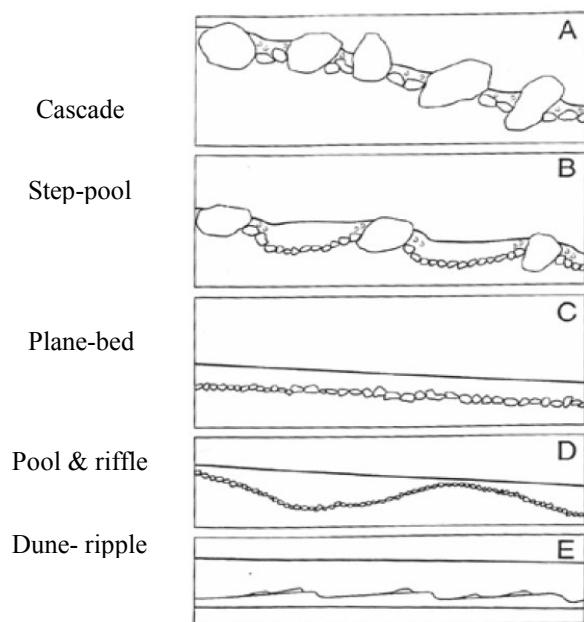 A
Cascade
B
Step-pool
C
Plane-bed
D
Pool & riffle
E
Dune- ripple